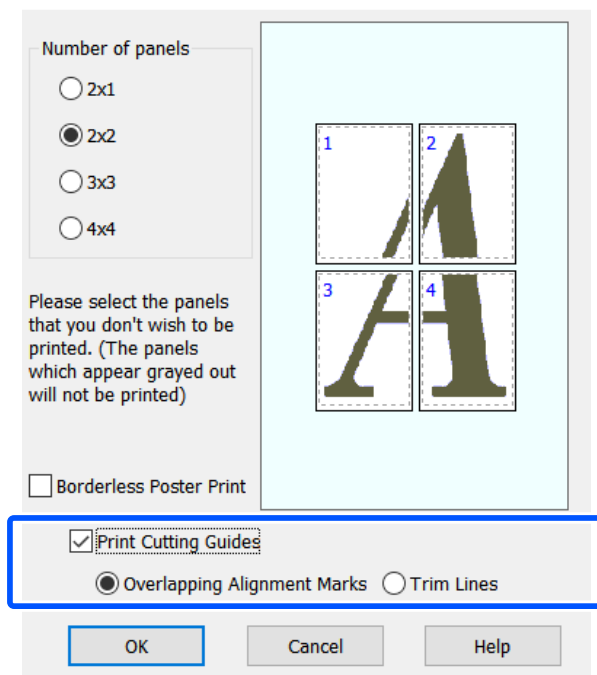 Number of panels
2x1
2x2
3x3
4x4
1
2
3
4
Please select the panels
that you don't wish to be
printed. (The panels
which appear grayed out
will not be printed)
Borderless Poster Print
Print Cutting Guides
Overlapping Alignment Marks
Trim Lines
OK
Cancel
Help